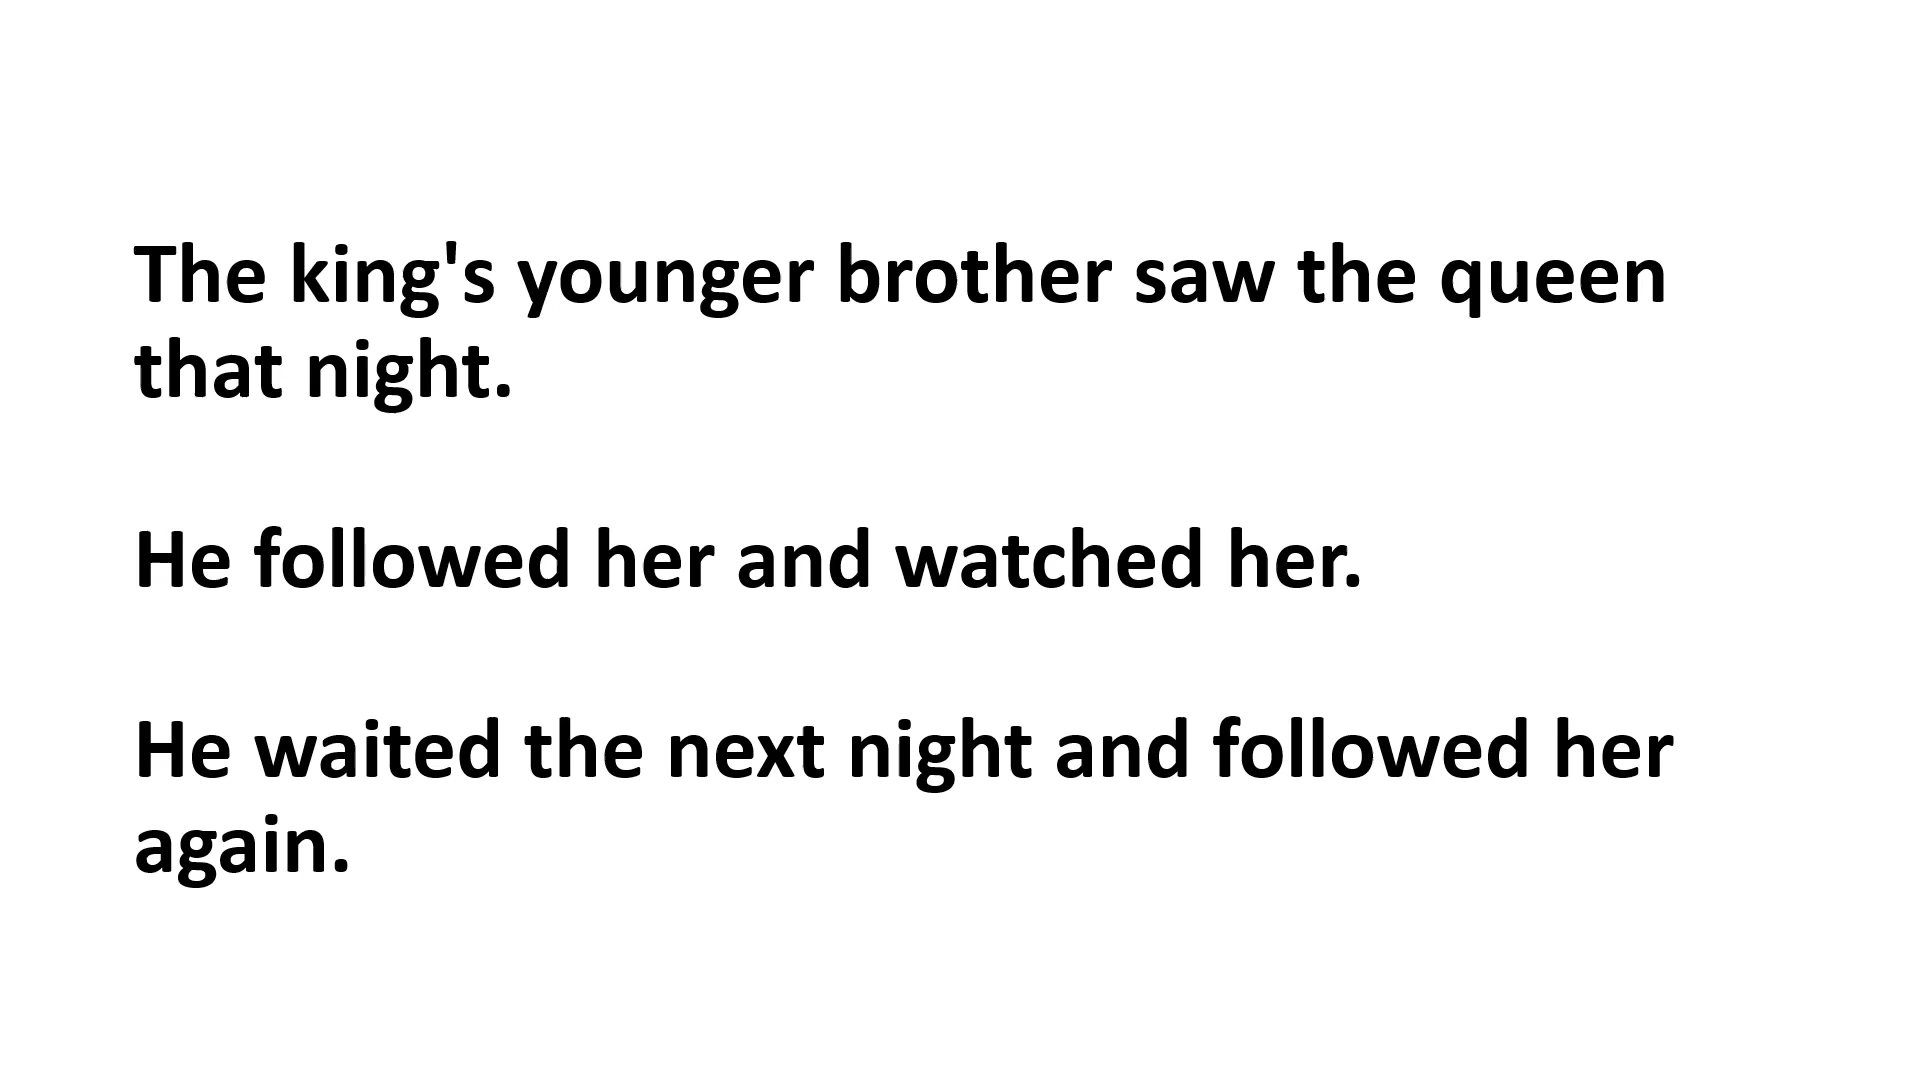 The king's younger brother saw the queen
that night.
He followed her and watched her.
He waited the next night and followed her
again.